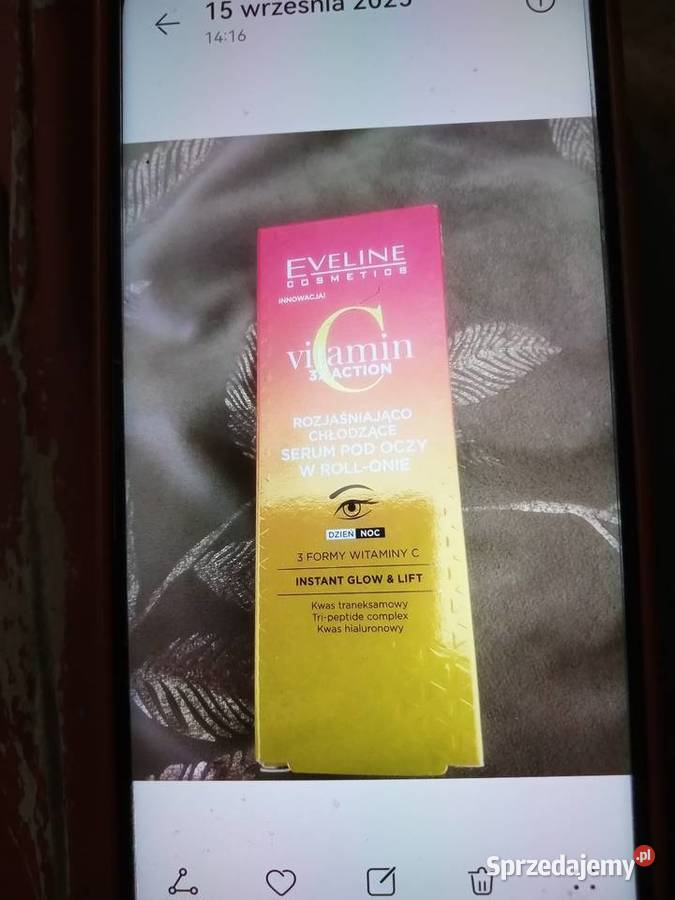 15 września 2025
14:16
EVELINE
COSMETICS
INNOWACJA!
C
vitamin
3x ACTION
ROZJAŚNIAJĄCO
CHŁODZĄCE
SERUM POD OCZY
W ROLL-ONIE
DZIEŃ NOC
3 FORMY WITAMINY C
INSTANT GLOW & LIFT
Kwas traneksamowy
Tri-peptide complex
Kwas hialuronowy
Sprzedajemy.pl